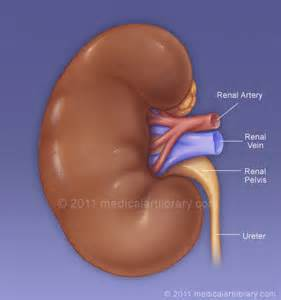 Renal Artery
Renal
Vein
Renal
Pelvis
© 2011 medicalartlibrary.com
Ureter
© 2011 medicalartlibrary.com